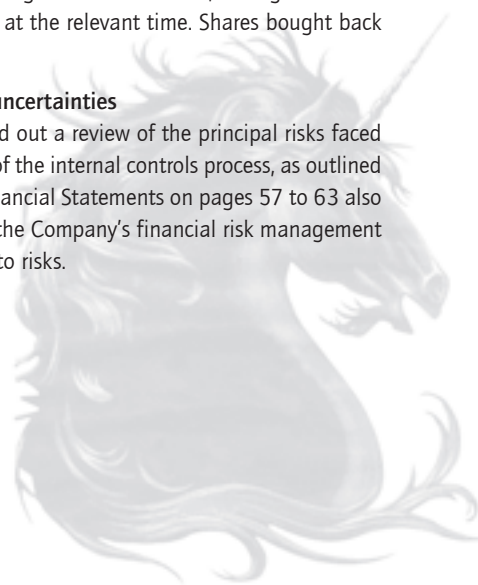 at the relevant time. Shares bought back
uncertainties
out a review of the principal risks faced
of the internal controls process, as outlined
Statements on pages 57 to 63 also
the Company's financial risk management
to risks.